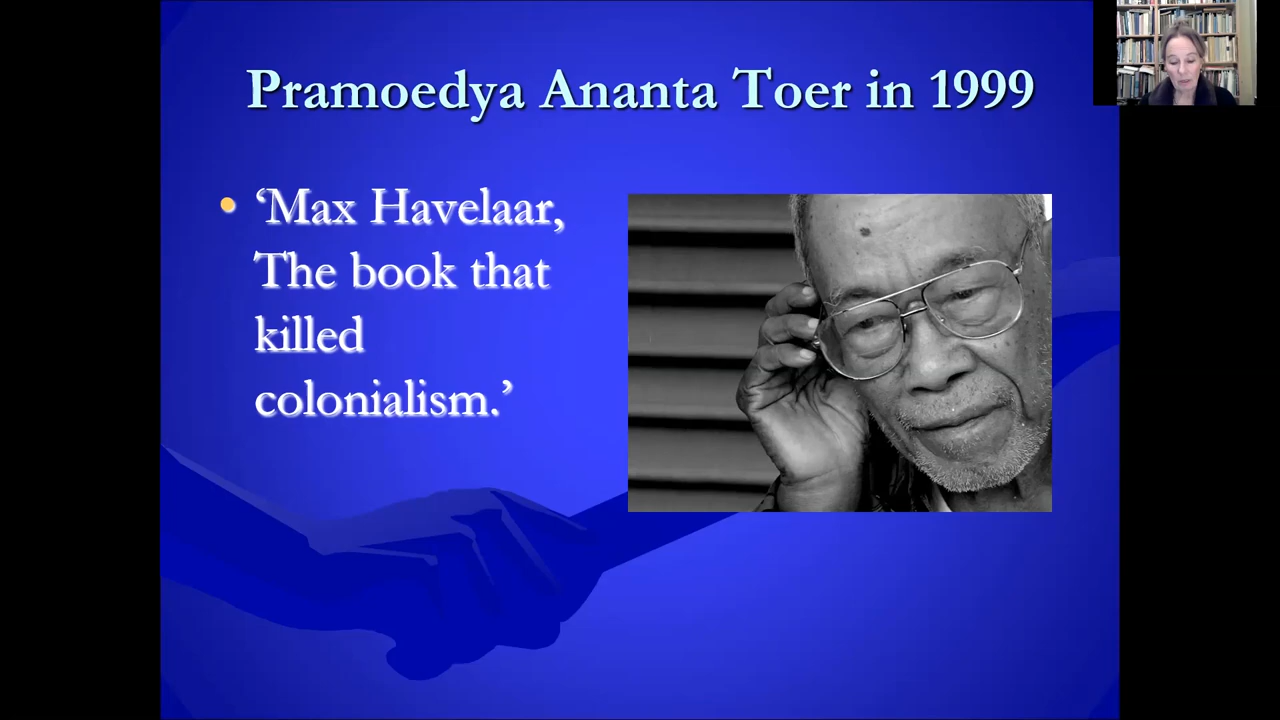 Pramoedya Ananta Toer in 1999
• ‘Max Havelaar,
The book that
killed
colonialism.’